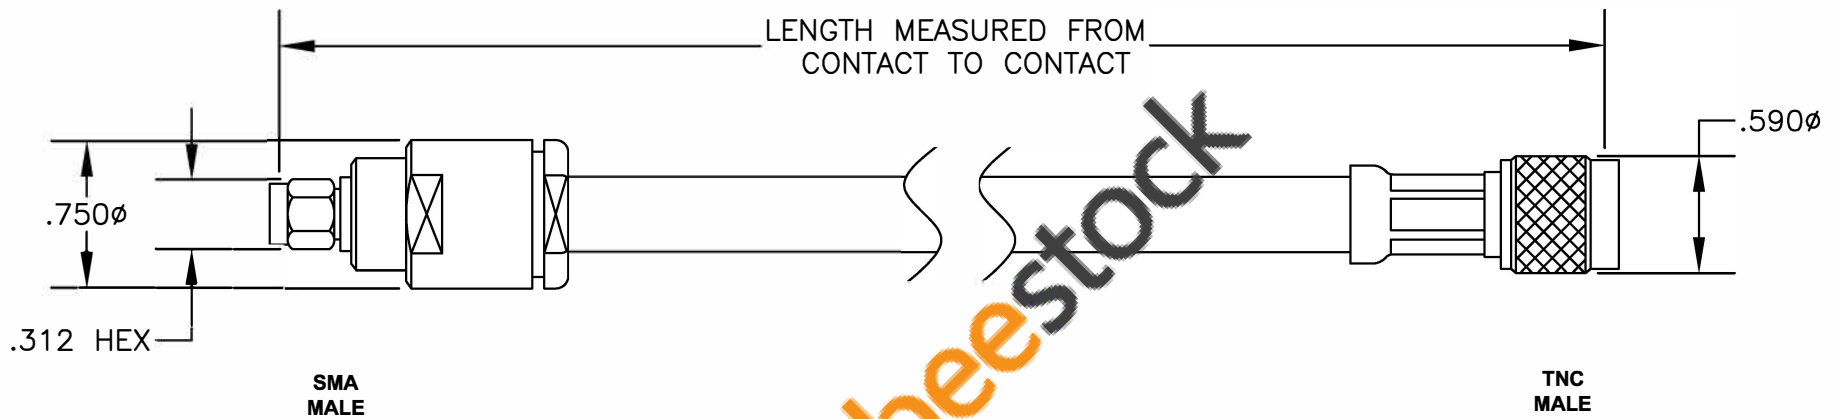 LENGTH MEASURED FROM
CONTACT TO CONTACT
.590ø
.750ø
.312 HEX
SMA
MALE
TNC
MALE
beestock